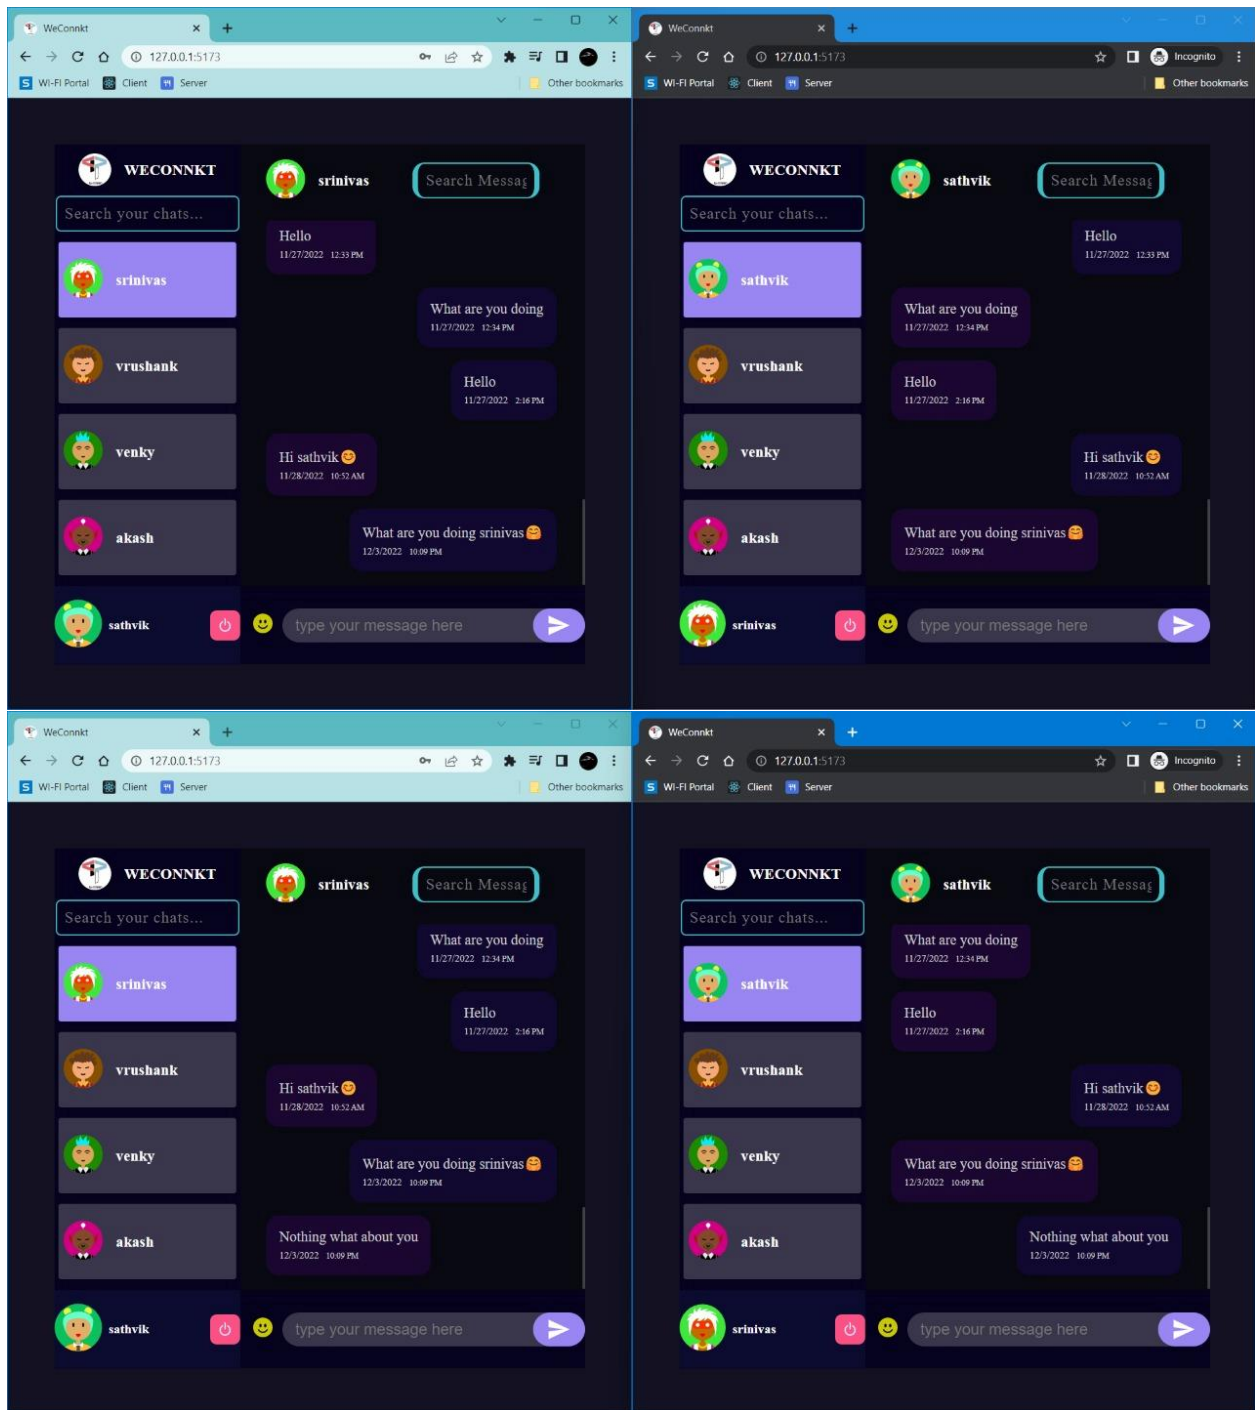 WeConnkt
127.0.0.1:5173
WI-FI Portal Client Server Other bookmarks
WECONNKT
srinivas
Search Messag
Search your chats...
srinivas
vrushank
venky
akash
sathvik
Hello
11/27/2022 12:33 PM
What are you doing
11/27/2022 12:34 PM
Hello
11/27/2022 2:16 PM
Hi sathvik😊
11/28/2022 10:52 AM
What are you doing srinivas🤗
12/3/2022 10:09 PM
type your message here
WeConnkt
127.0.0.1:5173
Incognito
WI-FI Portal Client Server Other bookmarks
WECONNKT
sathvik
Search Messag
Search your chats...
sathvik
vrushank
venky
akash
srinivas
Hello
11/27/2022 12:33 PM
What are you doing
11/27/2022 12:34 PM
Hello
11/27/2022 2:16 PM
Hi sathvik😊
11/28/2022 10:52 AM
What are you doing srinivas🤗
12/3/2022 10:09 PM
type your message here
WeConnkt
127.0.0.1:5173
WI-FI Portal Client Server Other bookmarks
WECONNKT
srinivas
Search Messag
Search your chats...
srinivas
vrushank
venky
akash
sathvik
What are you doing
11/27/2022 12:34 PM
Hello
11/27/2022 2:16 PM
Hi sathvik😊
11/28/2022 10:52 AM
What are you doing srinivas🤗
12/3/2022 10:09 PM
Nothing what about you
12/3/2022 10:09 PM
type your message here
WeConnkt
127.0.0.1:5173
Incognito
WI-FI Portal Client Server Other bookmarks
WECONNKT
sathvik
Search Messag
Search your chats...
sathvik
vrushank
venky
akash
srinivas
What are you doing
11/27/2022 12:34 PM
Hello
11/27/2022 2:16 PM
Hi sathvik😊
11/28/2022 10:52 AM
What are you doing srinivas🤗
12/3/2022 10:09 PM
Nothing what about you
12/3/2022 10:09 PM
type your message here